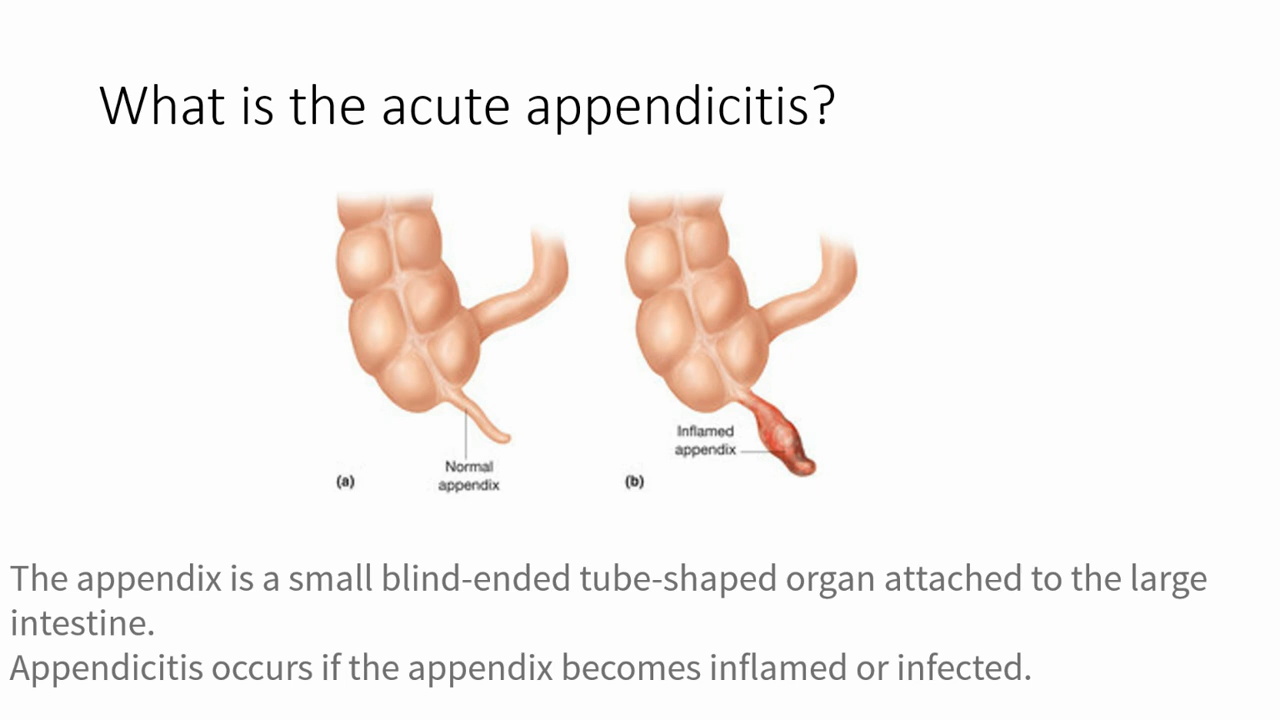 What is the acute appendicitis?
Normal
appendix
(a)
Inflamed
appendix
(b)
The appendix is a small blind-ended tube-shaped organ attached to the large
intestine.
Appendicitis occurs if the appendix becomes inflamed or infected.